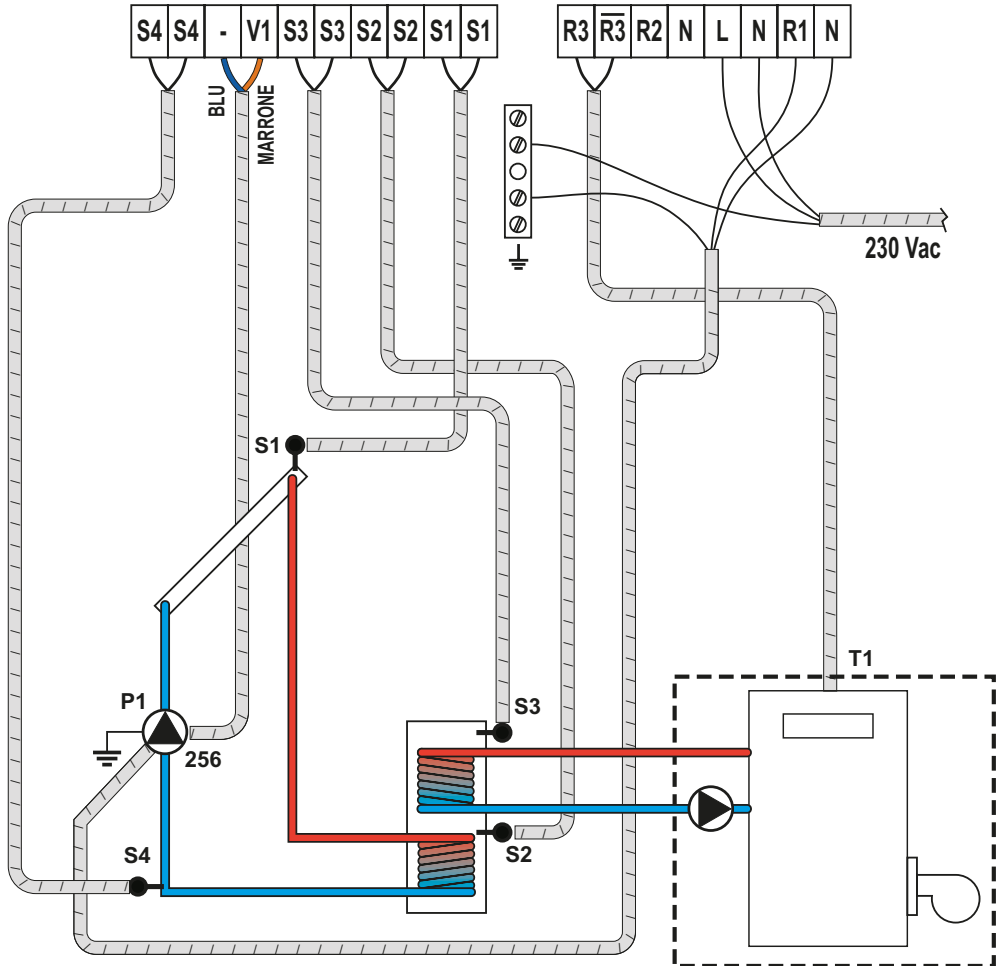 S4 S4 - V1 S3 S3 S2 S2 S1 S1
R3 R̅3̅ R2 N L N R1 N
BLU
MARRONE
230 Vac
S1
T1
P1
S3
256
S4
S2